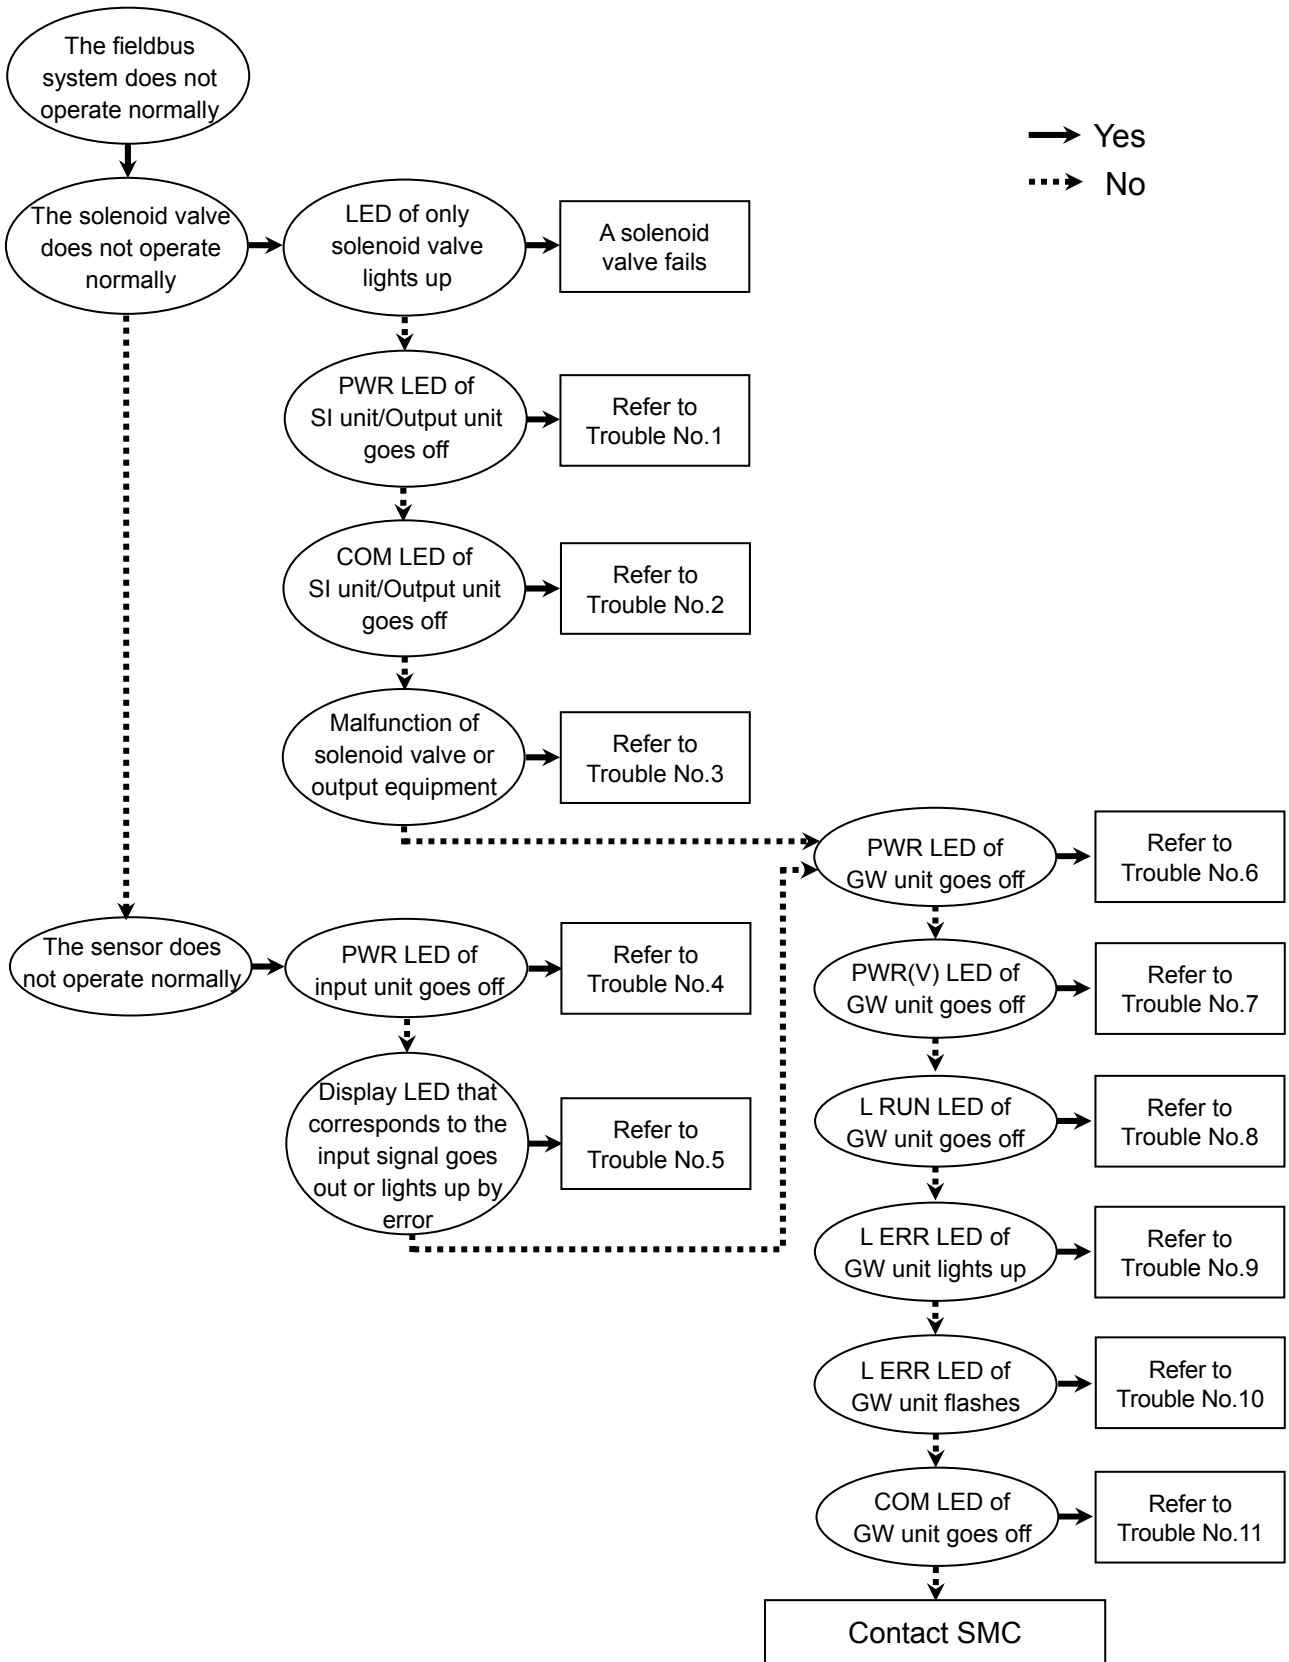 The fieldbus
system does not
operate normally
Yes
No
The solenoid valve
does not operate
normally
LED of only
solenoid valve
lights up
A solenoid
valve fails
PWR LED of
SI unit/Output unit
goes off
Refer to
Trouble No.1
COM LED of
SI unit/Output unit
goes off
Refer to
Trouble No.2
Malfunction of
solenoid valve or
output equipment
Refer to
Trouble No.3
The sensor does
not operate normally
PWR LED of
input unit goes off
Refer to
Trouble No.4
Display LED that
corresponds to the
input signal goes
out or lights up by
error
Refer to
Trouble No.5
PWR LED of
GW unit goes off
Refer to
Trouble No.6
PWR(V) LED of
GW unit goes off
Refer to
Trouble No.7
L RUN LED of
GW unit goes off
Refer to
Trouble No.8
L ERR LED of
GW unit lights up
Refer to
Trouble No.9
L ERR LED of
GW unit flashes
Refer to
Trouble No.10
COM LED of
GW unit goes off
Refer to
Trouble No.11
Contact SMC